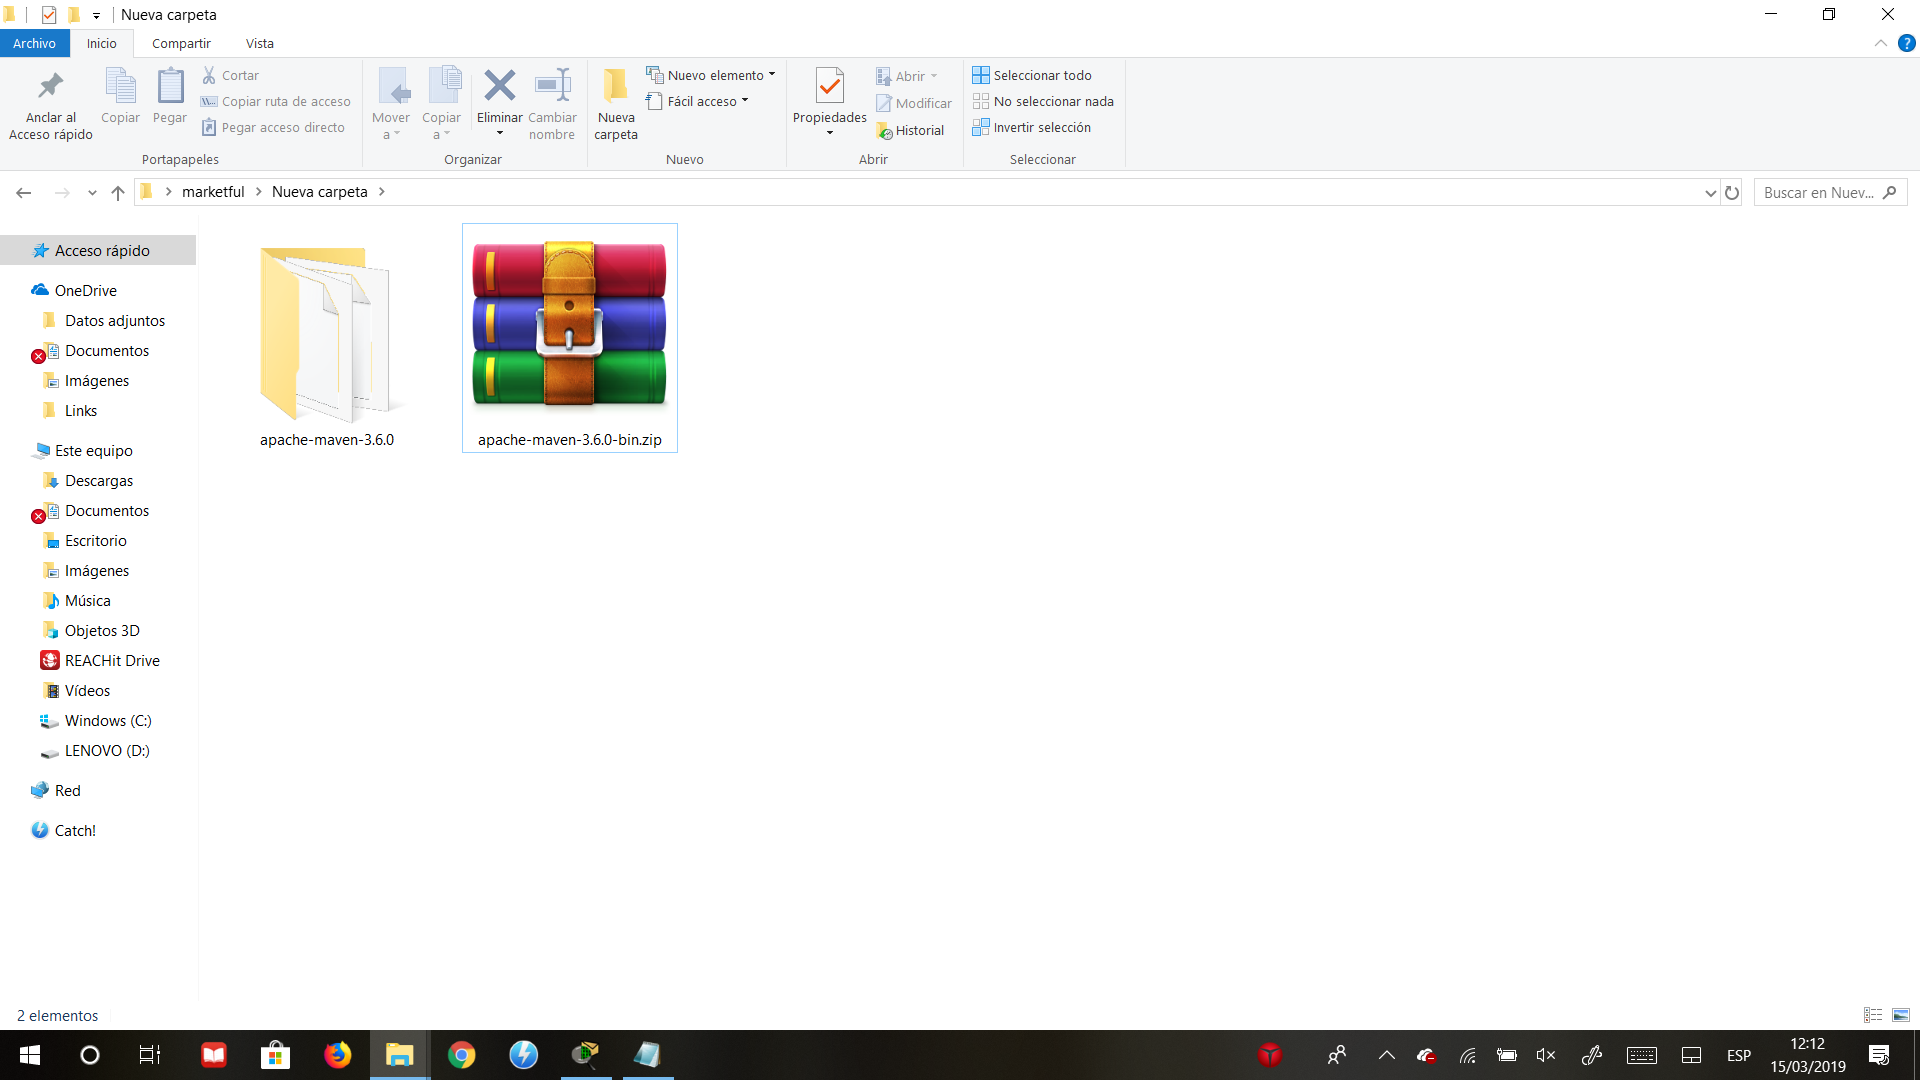 Nueva carpeta
Archivo Inicio Compartir Vista
Anclar al
Acceso rápido
Copiar
Pegar
Cortar
Copiar ruta de acceso
Pegar acceso directo
Portapapeles
Mover
a
Copiar
a
Eliminar
Cambiar
nombre
Organizar
Nueva
carpeta
Nuevo elemento
Fácil acceso
Nuevo
Propiedades
Abrir
Modificar
Historial
Abrir
Seleccionar todo
No seleccionar nada
Invertir selección
Seleccionar
marketful Nueva carpeta
Buscar en Nuev...
Acceso rápido
OneDrive
Datos adjuntos
Documentos
Imágenes
Links
Este equipo
Descargas
Documentos
Escritorio
Imágenes
Música
Objetos 3D
REACHit Drive
Vídeos
Windows (C:)
LENOVO (D:)
Red
Catch!
apache-maven-3.6.0
apache-maven-3.6.0-bin.zip
2 elementos
ESP
12:12
15/03/2019